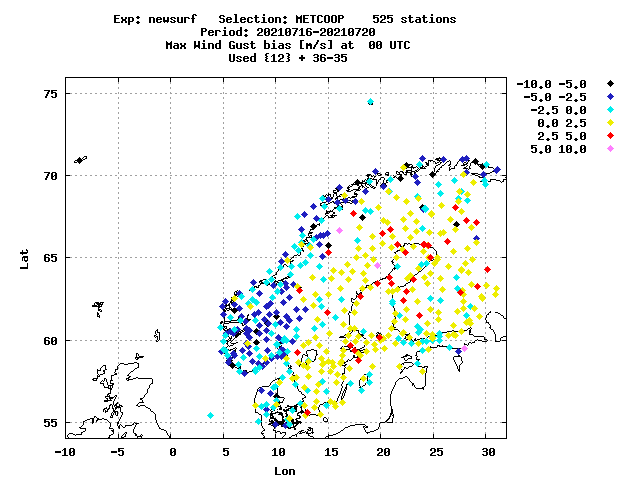 Exp: newsurf   Selection: METCOOP    525 stations
Period: 20210716-20210720
Max Wind Gust bias [m/s] at  00 UTC
Used {12} + 36-35
-10.0 -5.0
-5.0 -2.5
-2.5 0.0
0.0 2.5
2.5 5.0
5.0 10.0
75
70
65
60
55
Lat
-10 -5 0 5 10 15 20 25 30
Lon